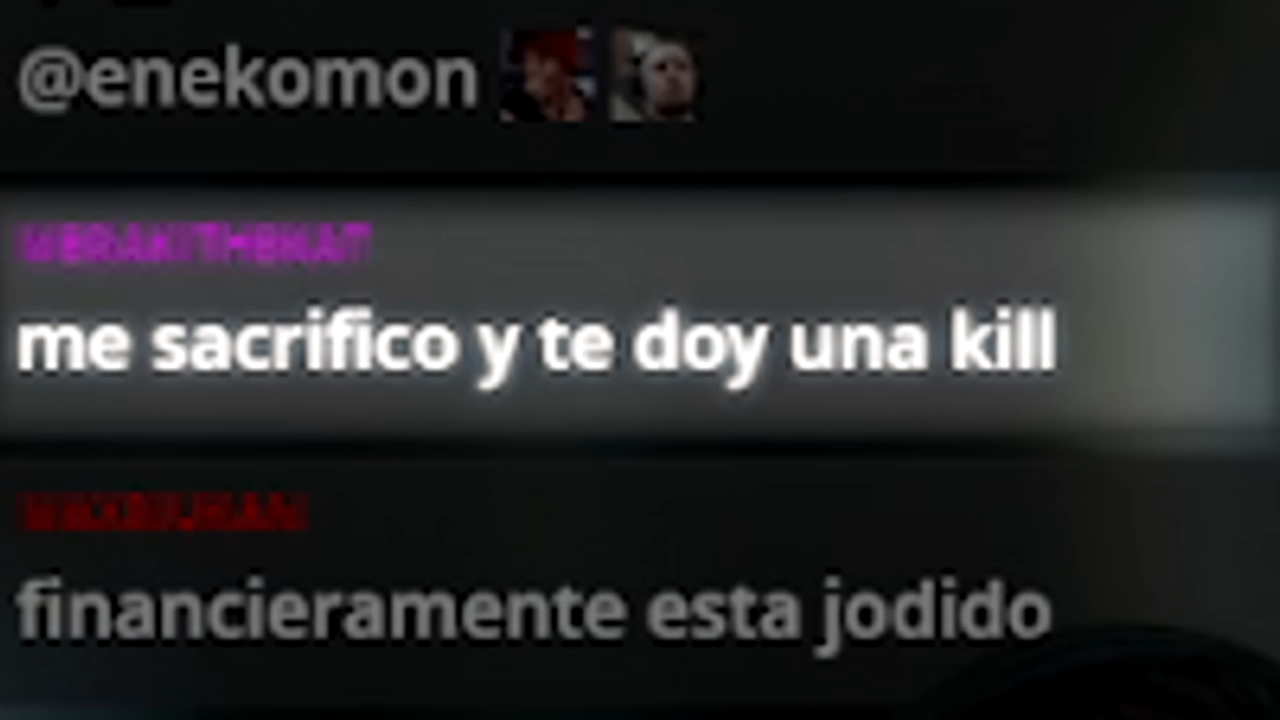 @enekomon
me sacrifico y te doy una kill
financieramente esta jodido